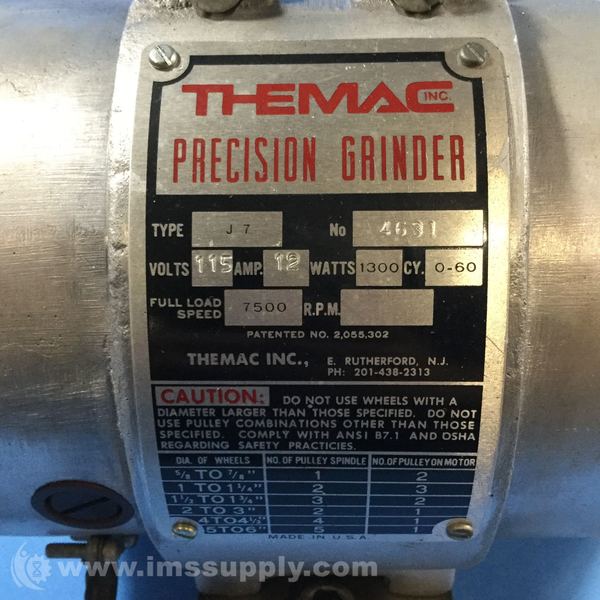 THEMAC INC.
PRECISION GRINDER
TYPE J 7 No 4631
VOLTS 115 AMP. 12 WATTS 1300 CY. 0-60
FULL LOAD SPEED 7500 R.P.M.
PATENTED NO. 2,055,302
THEMAC INC., E. RUTHERFORD, N.J.
PH: 201-438-2313
CAUTION: DO NOT USE WHEELS WITH A
DIAMETER LARGER THAN THOSE SPECIFIED. DO NOT
USE PULLEY COMBINATIONS OTHER THAN THOSE
SPECIFIED. COMPLY WITH ANSI B7.1 AND OSHA
REGARDING SAFETY PRACTICIES.
DIA. OF WHEELS NO. OF PULLEY SPINDLE NO. OF PULLEY ON MOTOR
5/8 TO 7/8" 1 2
1 TO 1 1/4" 2 3
1 1/2 TO 1 3/4" 3 2
2 TO 3" 2 1
4 TO 4 1/2" 4 1
5 TO 6" 5 1
MADE IN U.S.A.
www.imssupply.com